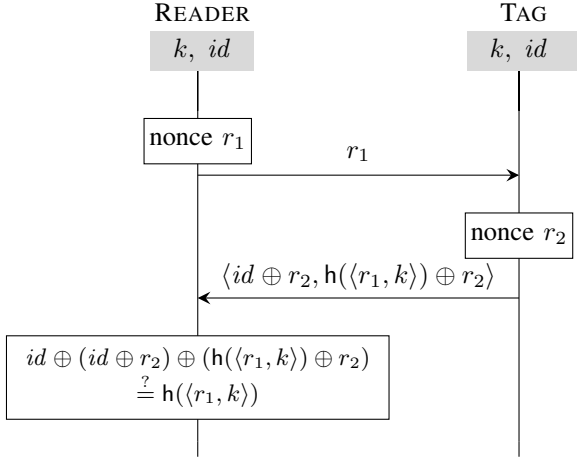 READER TAG
k, id k, id
nonce r₁
r₁
nonce r₂
⟨id ⊕ r₂, h(⟨r₁, k⟩) ⊕ r₂⟩
id ⊕ (id ⊕ r₂) ⊕ (h(⟨r₁, k⟩) ⊕ r₂)
≟ h(⟨r₁, k⟩)